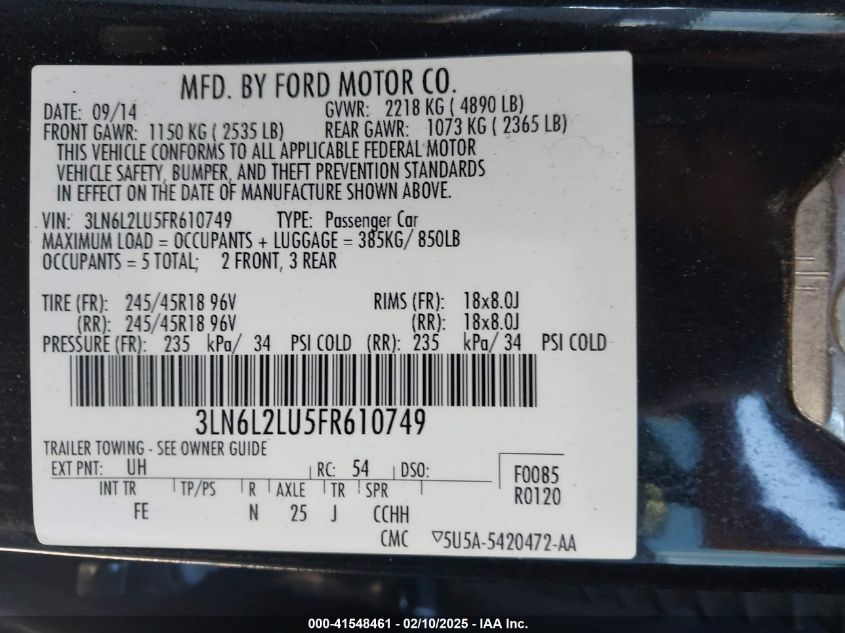 MFD. BY FORD MOTOR CO.
DATE: 09/14 GVWR: 2218 KG ( 4890 LB)
FRONT GAWR: 1150 KG ( 2535 LB) REAR GAWR: 1073 KG ( 2365 LB)
THIS VEHICLE CONFORMS TO ALL APPLICABLE FEDERAL MOTOR
VEHICLE SAFETY, BUMPER, AND THEFT PREVENTION STANDARDS
IN EFFECT ON THE DATE OF MANUFACTURE SHOWN ABOVE.
VIN: 3LN6L2LU5FR610749 TYPE: Passenger Car
MAXIMUM LOAD = OCCUPANTS + LUGGAGE = 385KG/ 850LB
OCCUPANTS = 5 TOTAL; 2 FRONT, 3 REAR
TIRE (FR): 245/45R18 96V RIMS (FR): 18x8.0J
(RR): 245/45R18 96V (RR): 18x8.0J
PRESSURE (FR): 235 kPa/ 34 PSI COLD (RR): 235 kPa/ 34 PSI COLD
3LN6L2LU5FR610749
TRAILER TOWING - SEE OWNER GUIDE
EXT PNT: UH RC: 54 DSO: F0085
INT TR TP/PS R AXLE TR SPR R0120
FE N 25 J CCHH
CMC ▽5U5A-5420472-AA
000-41548461 - 02/10/2025 - IAA Inc.